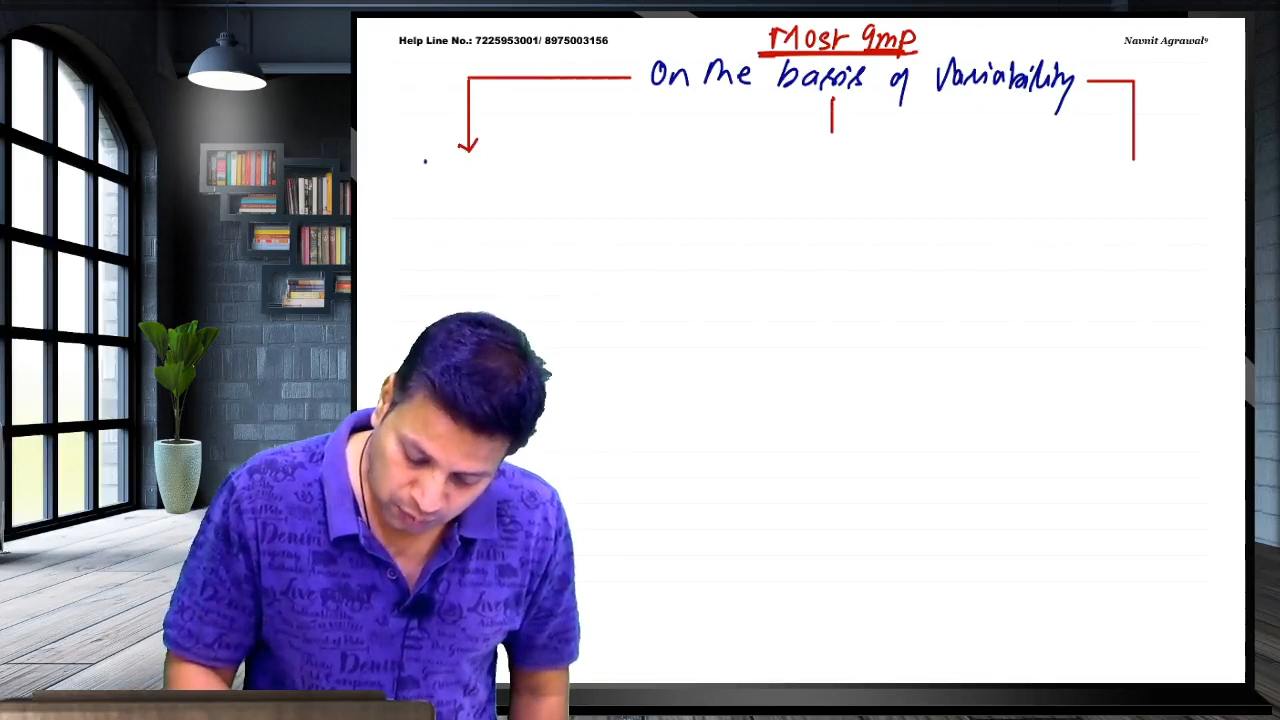 Help Line No.: 7225953001/ 8975003156
Most Imp
Navnit Agrawal®
On the basis of Variability